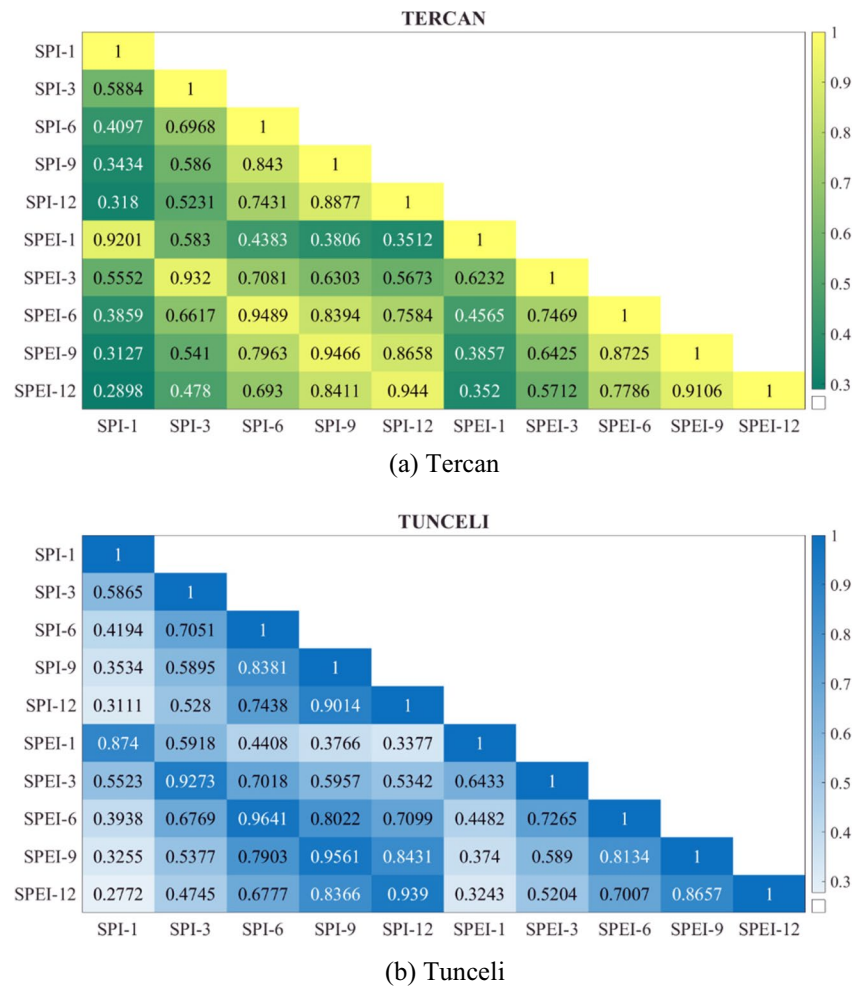 TERCAN
SPI-1 1
SPI-3 0.5884 1
SPI-6 0.4097 0.6968 1
SPI-9 0.3434 0.586 0.843 1
SPI-12 0.318 0.5231 0.7431 0.8877 1
SPEI-1 0.9201 0.583 0.4383 0.3806 0.3512 1
SPEI-3 0.5552 0.932 0.7081 0.6303 0.5673 0.6232 1
SPEI-6 0.3859 0.6617 0.9489 0.8394 0.7584 0.4565 0.7469 1
SPEI-9 0.3127 0.541 0.7963 0.9466 0.8658 0.3857 0.6425 0.8725 1
SPEI-12 0.2898 0.478 0.693 0.8411 0.944 0.352 0.5712 0.7786 0.9106 1
SPI-1 SPI-3 SPI-6 SPI-9 SPI-12 SPEI-1 SPEI-3 SPEI-6 SPEI-9 SPEI-12
1
0.9
0.8
0.7
0.6
0.5
0.4
0.3
(a) Tercan
TUNCELI
SPI-1 1
SPI-3 0.5865 1
SPI-6 0.4194 0.7051 1
SPI-9 0.3534 0.5895 0.8381 1
SPI-12 0.3111 0.528 0.7438 0.9014 1
SPEI-1 0.874 0.5918 0.4408 0.3766 0.3377 1
SPEI-3 0.5523 0.9273 0.7018 0.5957 0.5342 0.6433 1
SPEI-6 0.3938 0.6769 0.9641 0.8022 0.7099 0.4482 0.7265 1
SPEI-9 0.3255 0.5377 0.7903 0.9561 0.8431 0.374 0.589 0.8134 1
SPEI-12 0.2772 0.4745 0.6777 0.8366 0.939 0.3243 0.5204 0.7007 0.8657 1
SPI-1 SPI-3 SPI-6 SPI-9 SPI-12 SPEI-1 SPEI-3 SPEI-6 SPEI-9 SPEI-12
1
0.9
0.8
0.7
0.6
0.5
0.4
0.3
(b) Tunceli